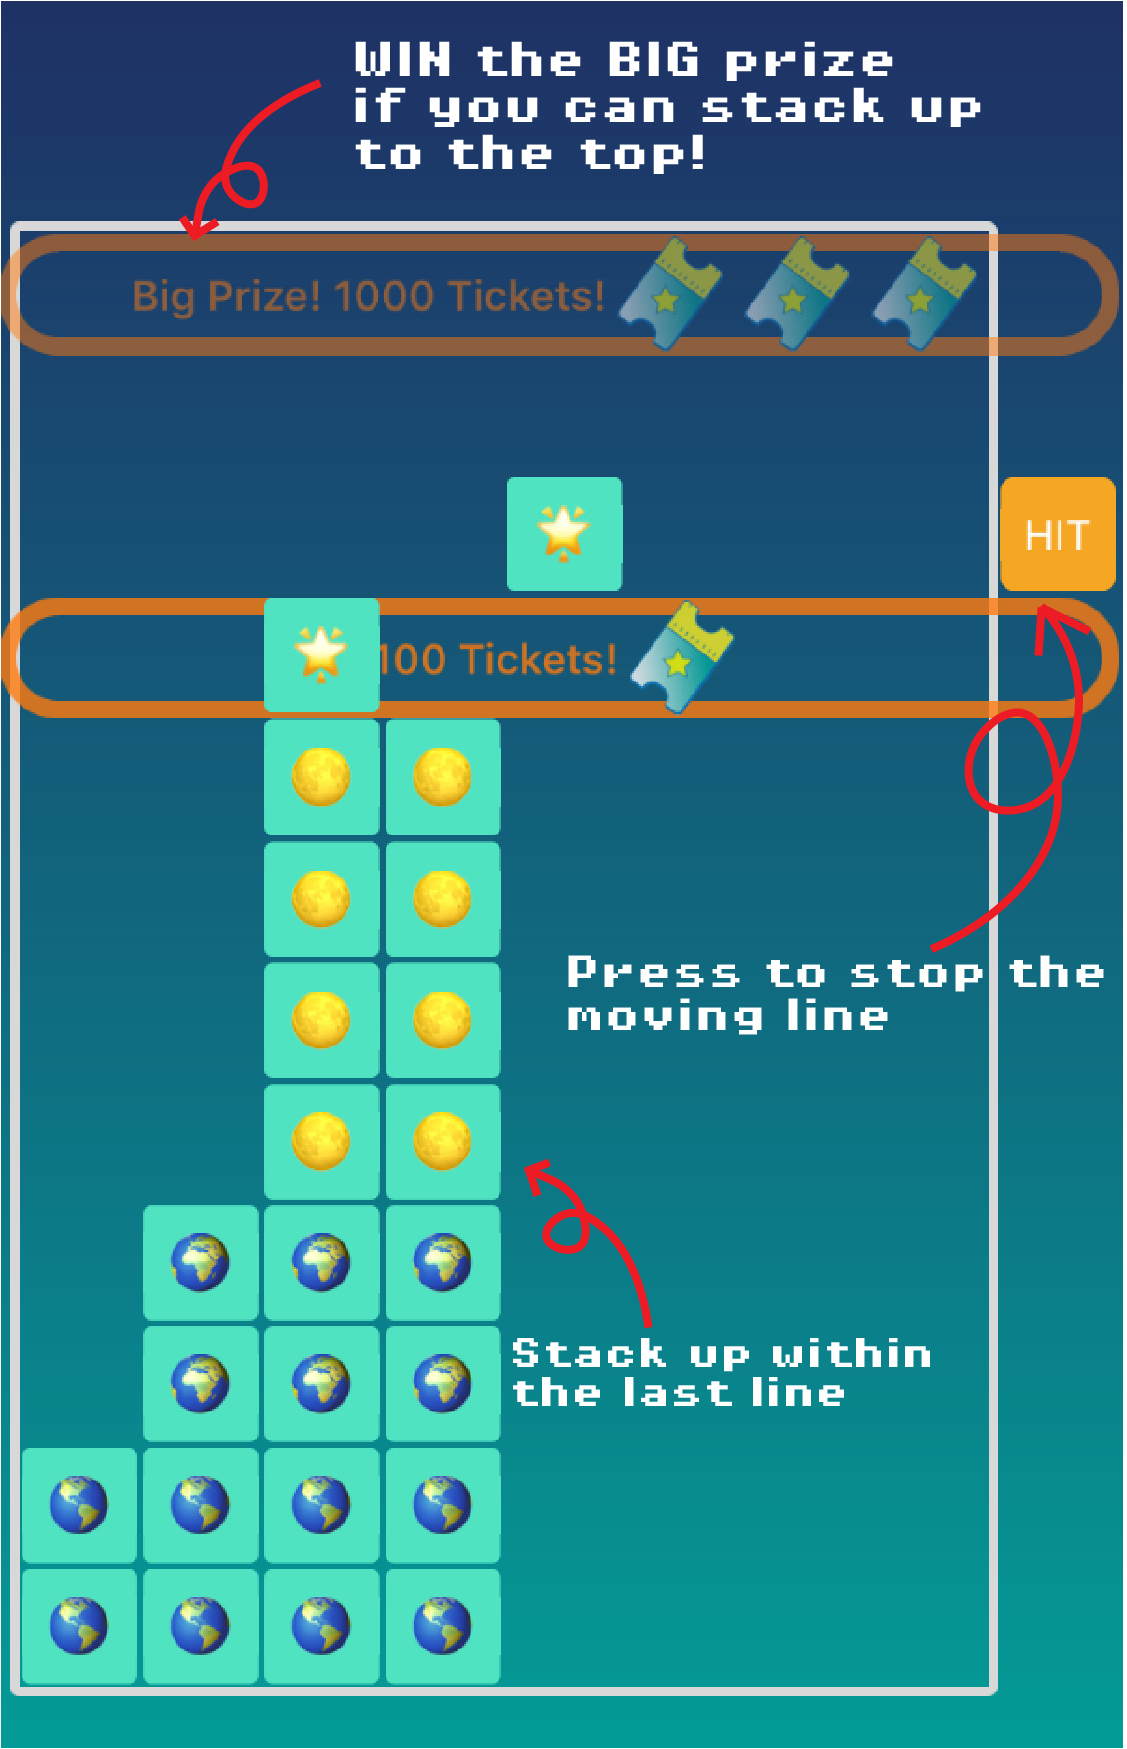 WIN the BIG prize
if you can stack up
to the top!
Big Prize! 1000 Tickets!
HIT
100 Tickets!
Press to stop the
moving line
Stack up within
the last line